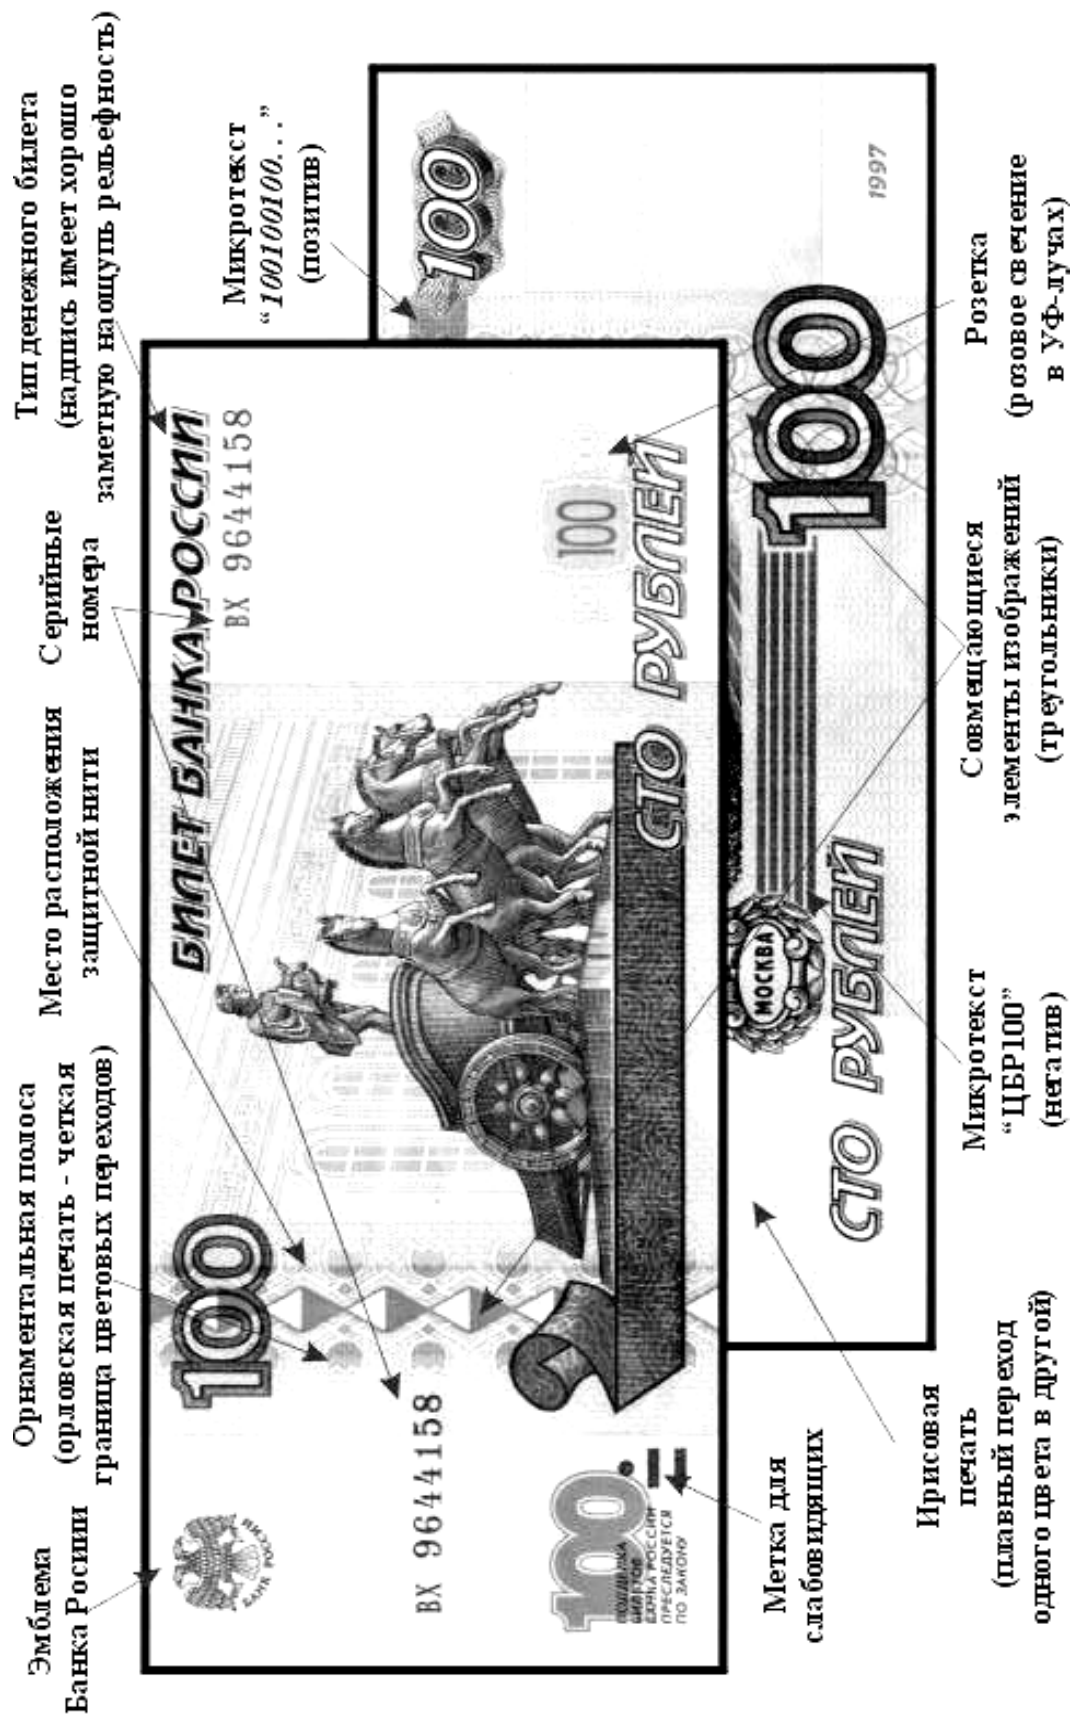 Эмблема
Банка Росиии
Орнаментальная полоса
(орловская печать - четкая
граница цветовых переходов)
Место расположения
защитной нити
Серийные
номера
Тип денежного билета
(надпись имеет хорошо
заметную наощупь рельефность)
Микротекст
“100100100...”
(позитив)
БАНК РОССИИ
100
БИЛЕТ БАНКА РОССИИ
ВХ 9644158
ВХ 9644158
100
100
ПОДДЕЛКА
БИЛЕТОВ
БАНКА РОССИИ
ПРЕСЛЕДУЕТСЯ
ПО ЗАКОНУ
СТО РУБЛЕЙ
100
1997
МОСКВА
100
СТО РУБЛЕЙ
Метка для
слабовидящих
Ирисовая
печать
(плавный переход
одного цвета в другой)
Микротекст
“ЦБР100”
(негатив)
Совмещающиеся
элементы изображений
(треугольники)
Розетка
(розовое свечение
в УФ-лучах)